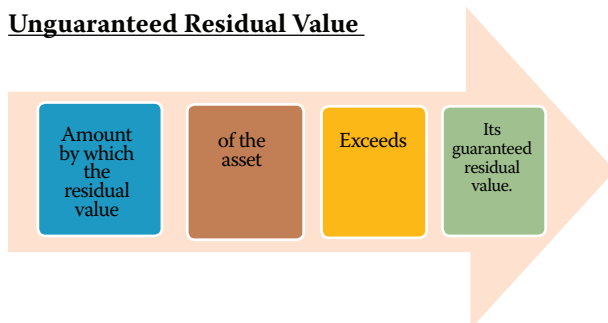 Unguaranteed Residual Value
Amount
by which
the
residual
value
of the
asset
Exceeds
Its
guaranteed
residual
value.